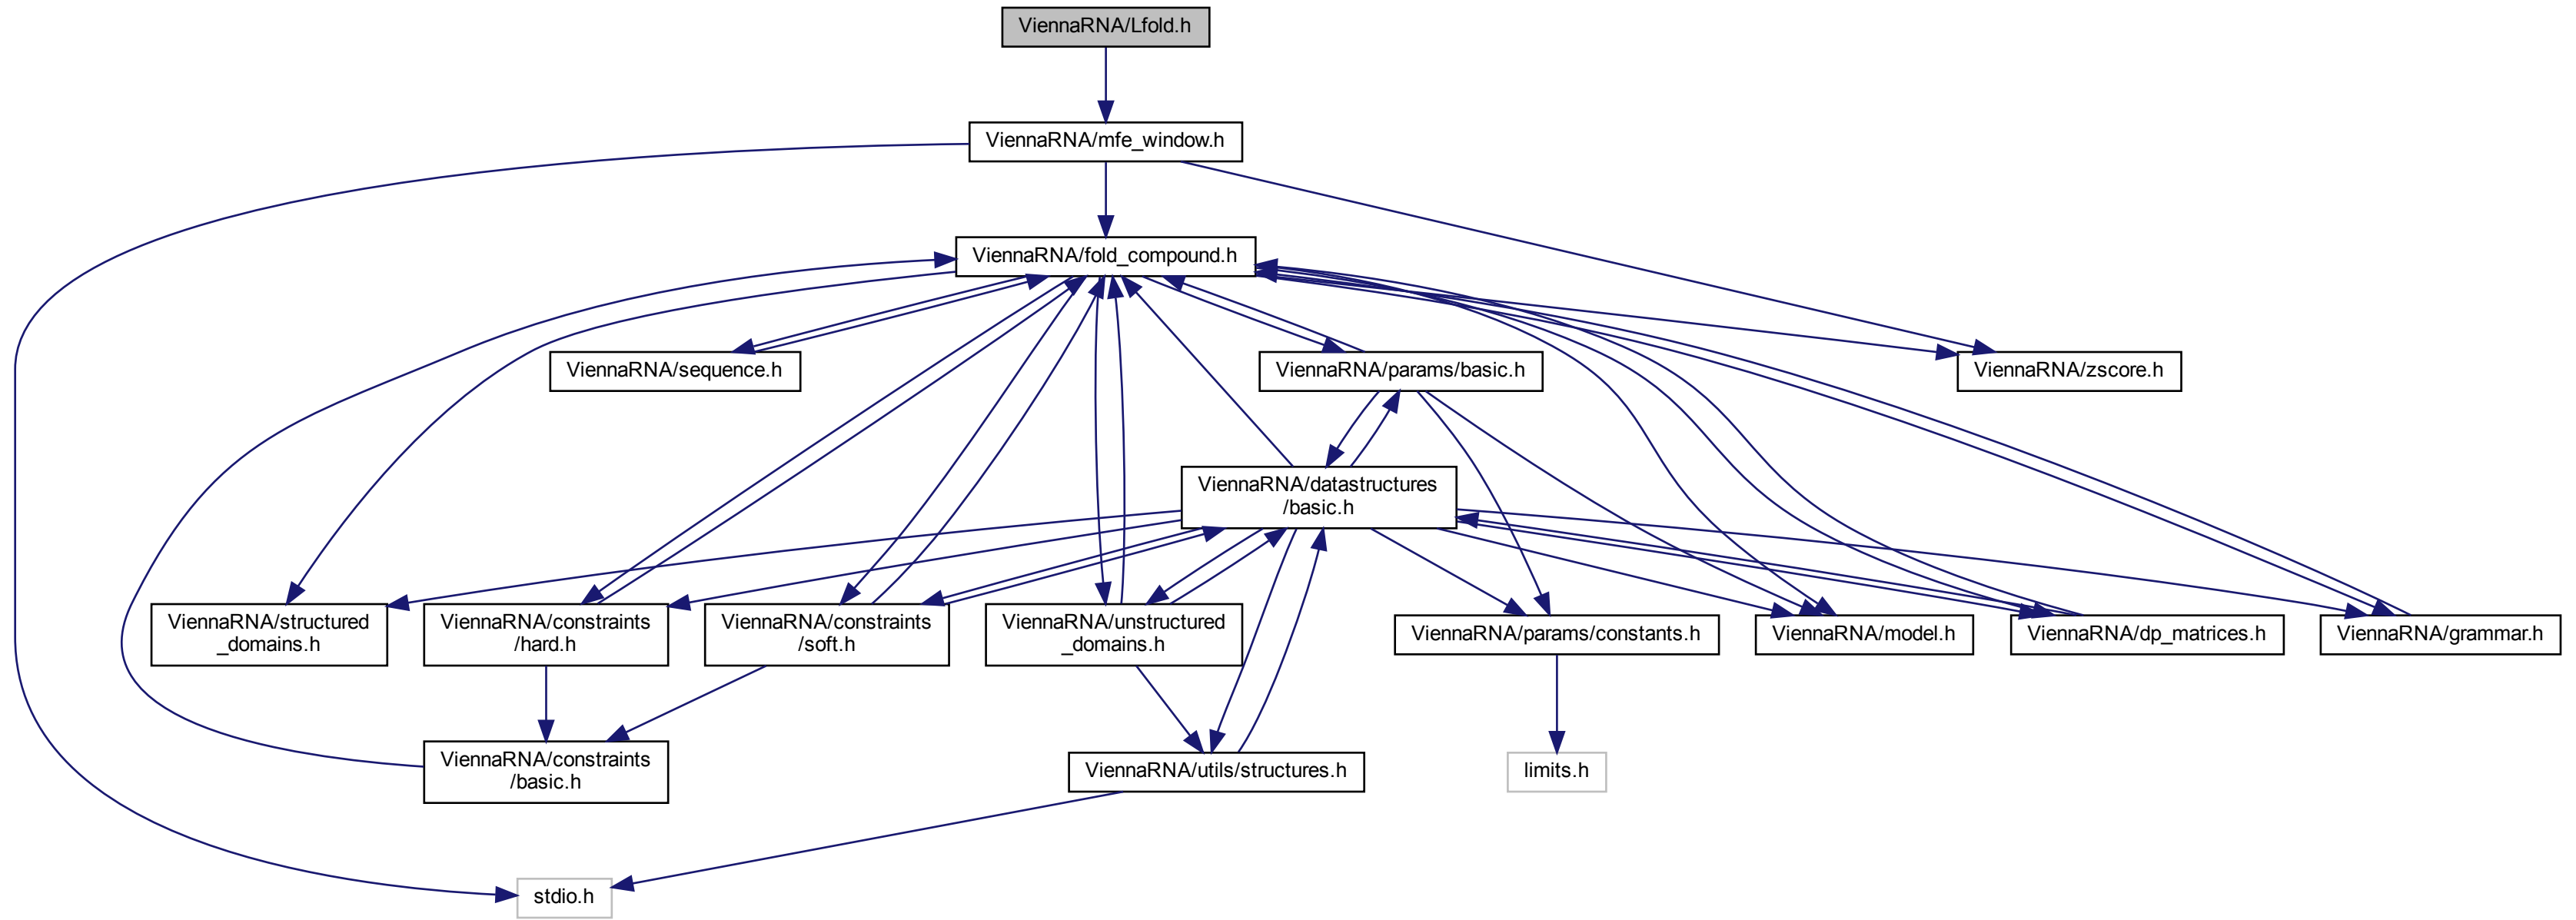 ViennaRNA/Lfold.h
ViennaRNA/mfe_window.h
ViennaRNA/fold_compound.h
ViennaRNA/sequence.h
ViennaRNA/params/basic.h
ViennaRNA/zscore.h
ViennaRNA/datastructures
/basic.h
ViennaRNA/structured
_domains.h
ViennaRNA/constraints
/hard.h
ViennaRNA/constraints
/soft.h
ViennaRNA/unstructured
_domains.h
ViennaRNA/params/constants.h
ViennaRNA/model.h
ViennaRNA/dp_matrices.h
ViennaRNA/grammar.h
ViennaRNA/constraints
/basic.h
ViennaRNA/utils/structures.h
limits.h
stdio.h